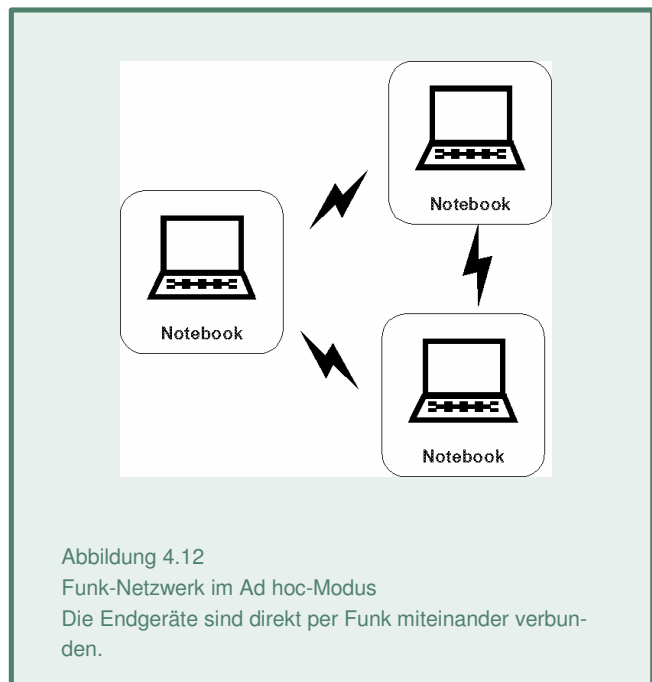 Notebook
Notebook
Notebook
Abbildung 4.12
Funk-Netzwerk im Ad hoc-Modus
Die Endgeräte sind direkt per Funk miteinander verbun-
den.